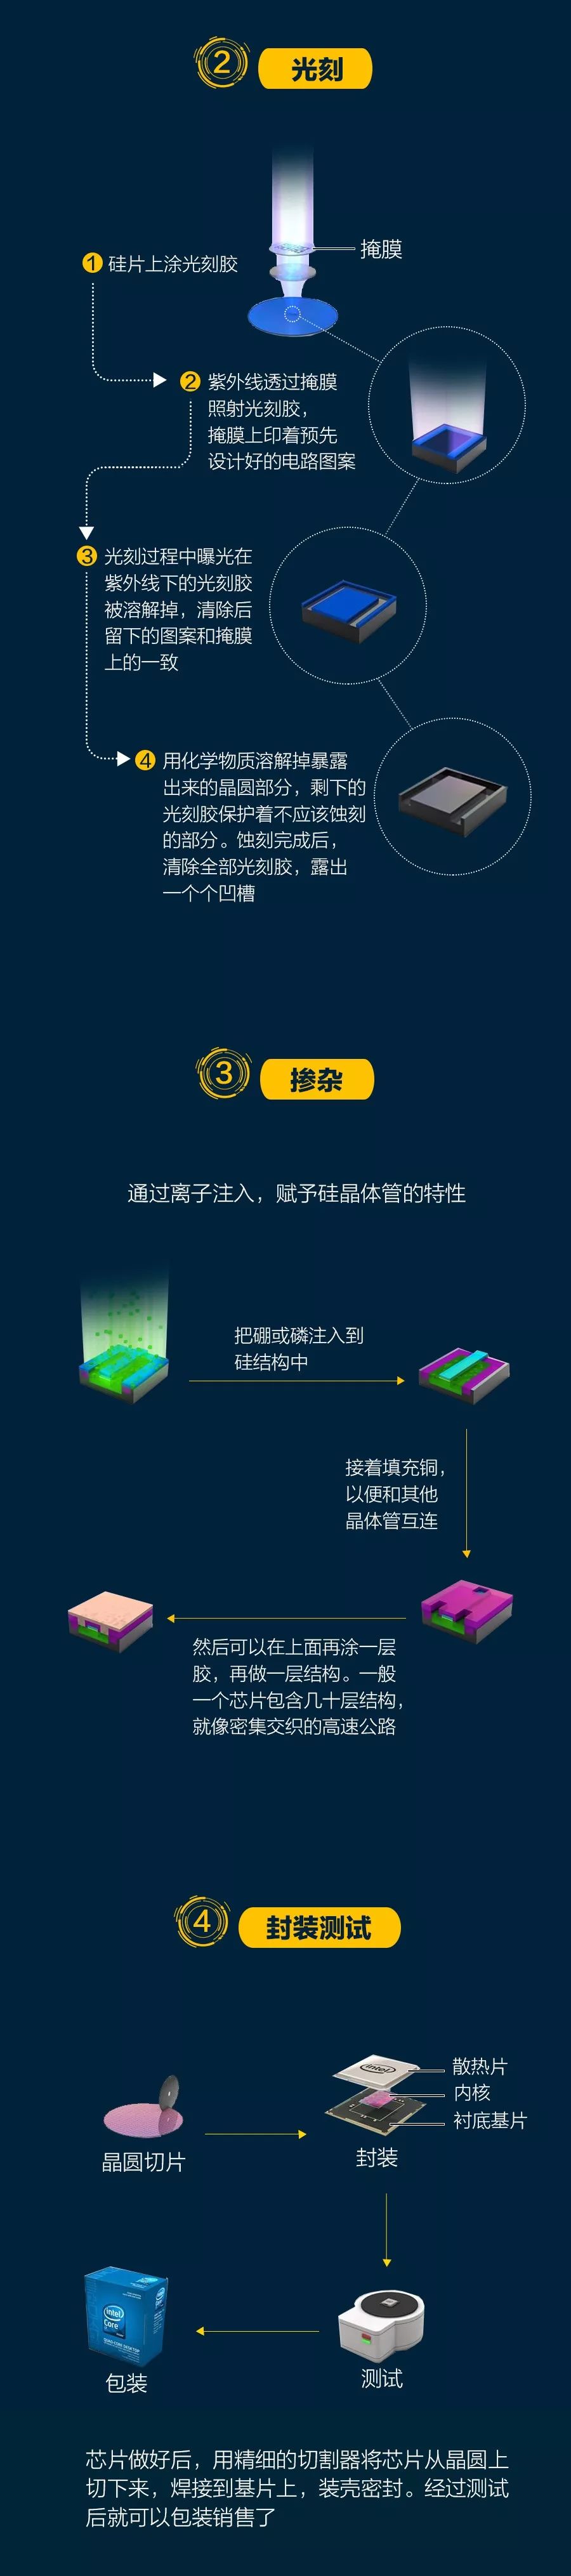 2
光刻
掩膜
1 硅片上涂光刻胶
2 紫外线透过掩膜
照射光刻胶，
掩膜上印着预先
设计好的电路图案
3 光刻过程中曝光在
紫外线下的光刻胶
被溶解掉，清除后
留下的图案和掩膜
上的一致
4 用化学物质溶解掉暴露
出来的晶圆部分，剩下的
光刻胶保护着不应该蚀刻
的部分。蚀刻完成后，
清除全部光刻胶，露出
一个个凹槽
3
掺杂
通过离子注入，赋予硅晶体管的特性
把硼或磷注入到
硅结构中
接着填充铜，
以便和其他
晶体管互连
然后可以在上面再涂一层
胶，再做一层结构。一般
一个芯片包含几十层结构，
就像密集交织的高速公路
4
封装测试
intel
散热片
内核
衬底基片
晶圆切片
封装
intel
Core
包装
测试
芯片做好后，用精细的切割器将芯片从晶圆上
切下来，焊接到基片上，装壳密封。经过测试
后就可以包装销售了